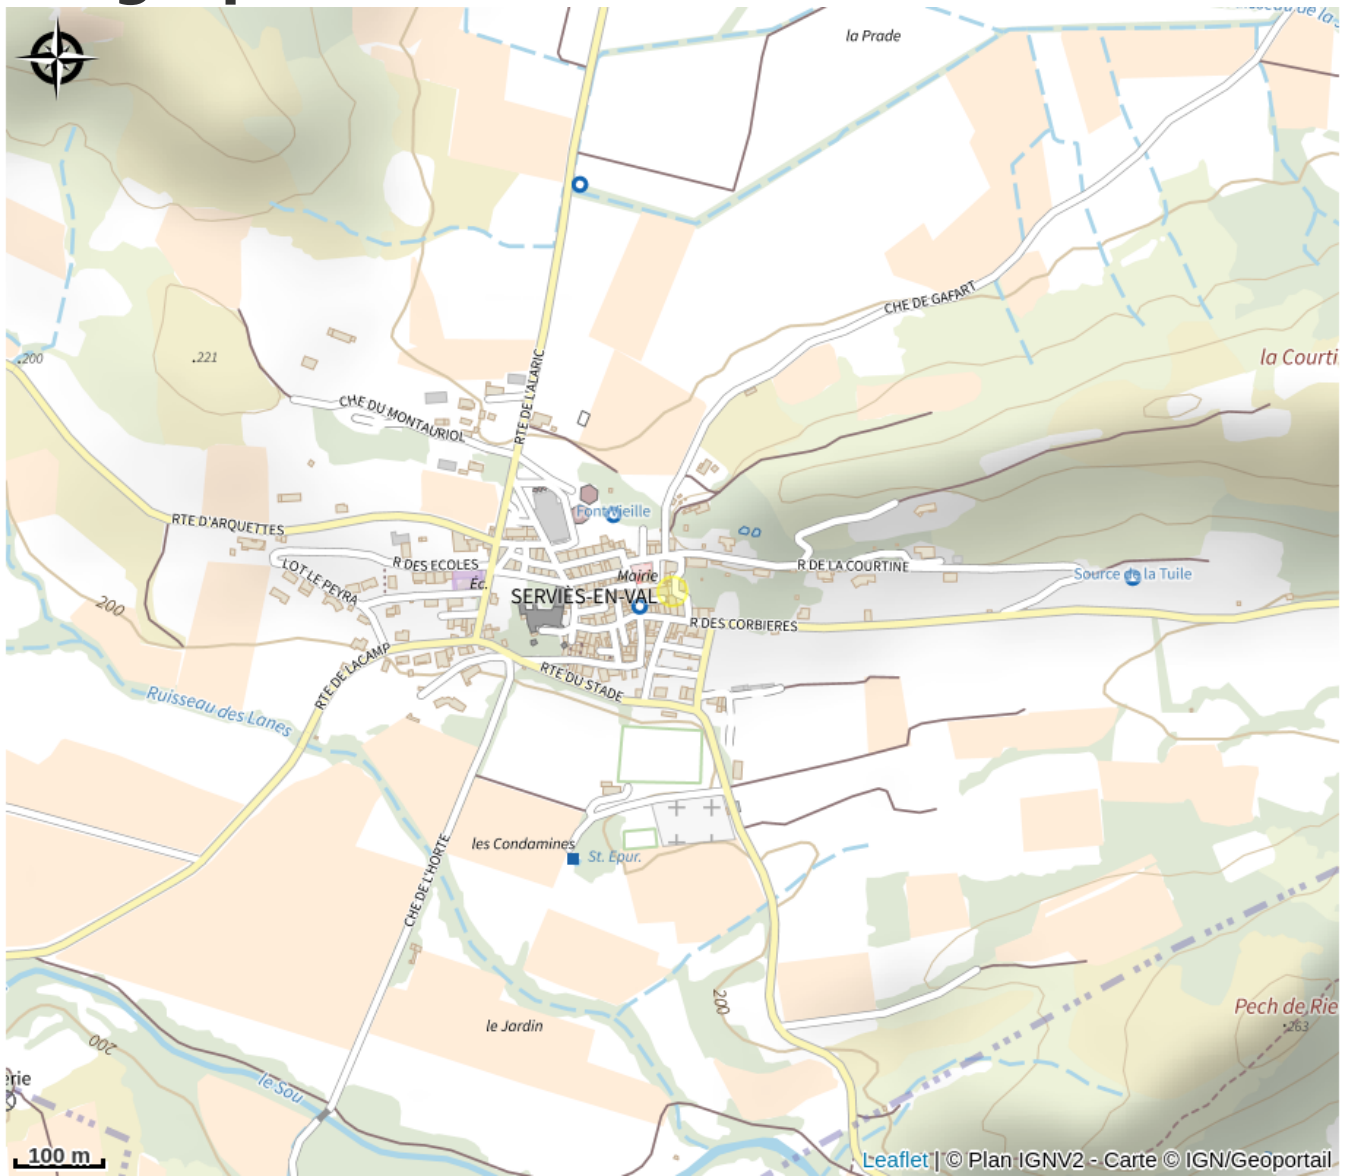 la Prade
CHE DE GAFART
.200
.221
la Courti
RTE DE L'ALARIC
CHE DU MONTAURIOL
Font Vieille
RTE D'ARQUETTES
R DES ECOLES
R DE LA COURTINE
LOT LE PEYRA
Éc.
Mairie
Source de la Tuile
SERVIÈS-EN-VAL
200
R DES CORBIERES
RTE DE LACAMP
RTE DU STADE
Ruisseau des Lanes
les Condamines
St. Epur.
CHE DE L'HORTE
200
Pech de Rie
le Jardin
.263
200
le Sou
erie
100 m
Leaflet | © Plan IGNV2 - Carte © IGN/Geoportail